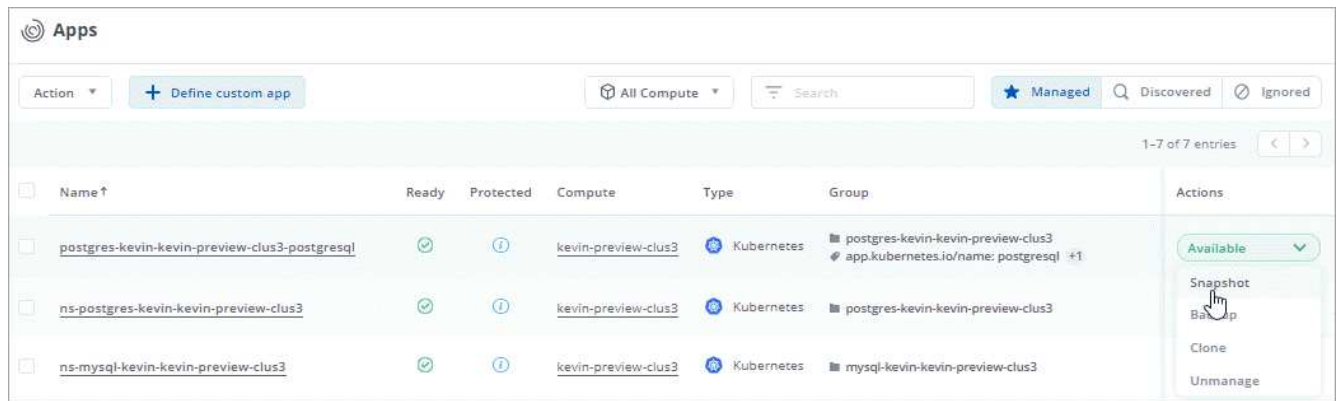 Apps
Action
+ Define custom app
All Compute
Search
Managed
Discovered
Ignored
1-7 of 7 entries
Name↑ Ready Protected Compute Type Group Actions
postgres-kevin-kevin-preview-clus3-postgresql kevin-preview-clus3 Kubernetes postgres-kevin-kevin-preview-clus3
app.kubernetes.io/name: postgresql +1
Available
Snapshot
ns-postgres-kevin-kevin-preview-clus3 kevin-preview-clus3 Kubernetes postgres-kevin-kevin-preview-clus3
Backup
Clone
ns-mysql-kevin-kevin-preview-clus3 kevin-preview-clus3 Kubernetes mysql-kevin-kevin-preview-clus3
Unmanage